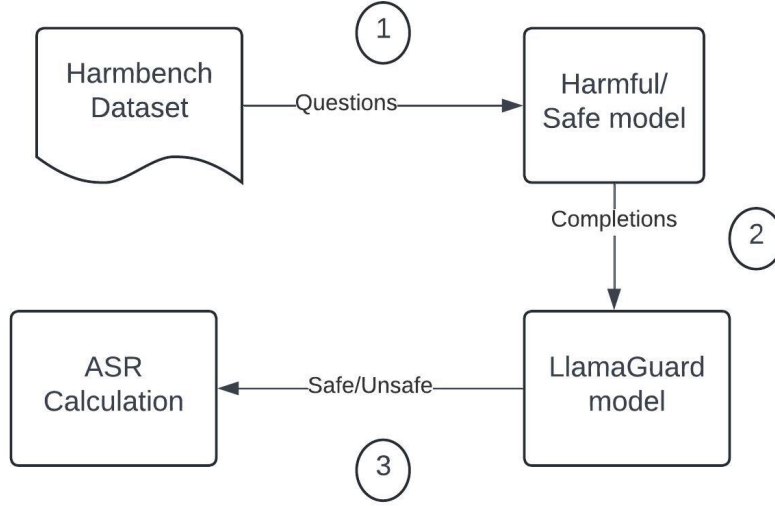 1
Harmbench
Dataset
Questions
Harmful/
Safe model
Completions
2
LlamaGuard
model
Safe/Unsafe
ASR
Calculation
3